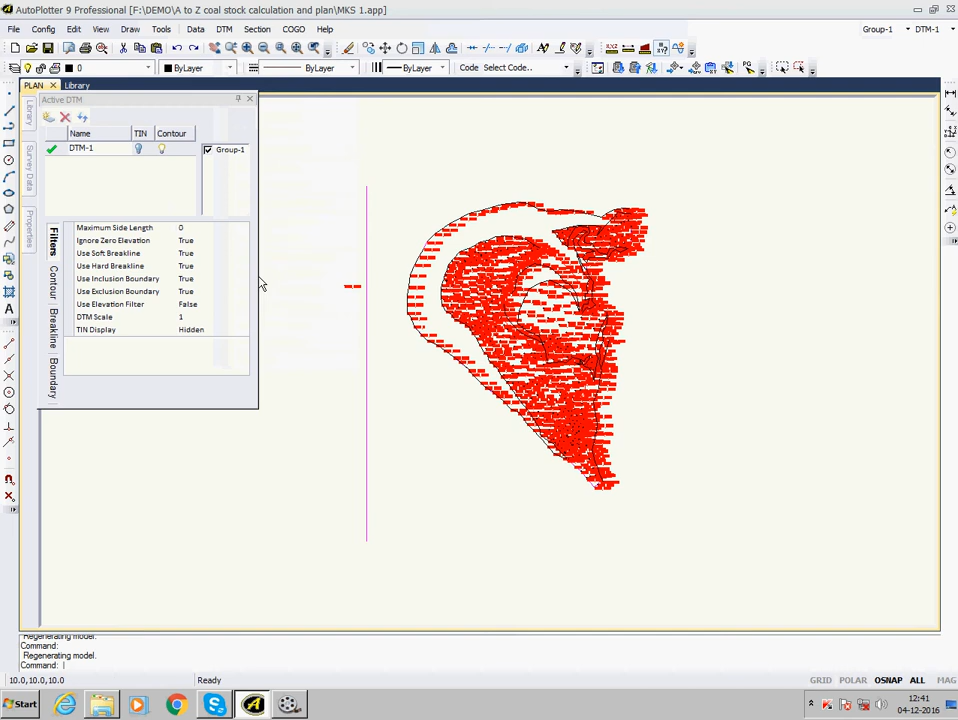 AutoPlotter 9 Professional [F:\DEMO\A to Z coal stock calculation and plan\MKS 1.app]
File Config Edit View Draw Tools Data DTM Section COGO Help Group-1 DTM-1
0 ByLayer ByLayer ByLayer Code Select Code..
PLAN Library
Active DTM
Library
Survey Data
Properties
Name TIN Contour
DTM-1 Group-1
Filters
Contour
Breakline
Boundary
Maximum Side Length 0
Ignore Zero Elevation True
Use Soft Breakline True
Use Hard Breakline True
Use Inclusion Boundary True
Use Exclusion Boundary True
Use Elevation Filter False
DTM Scale 1
TIN Display Hidden
Regenerating model.
Command:
Regenerating model.
Command:
10.0,10.0,10.0 Ready GRID POLAR OSNAP ALL MAG
Start 12:41
04-12-2016